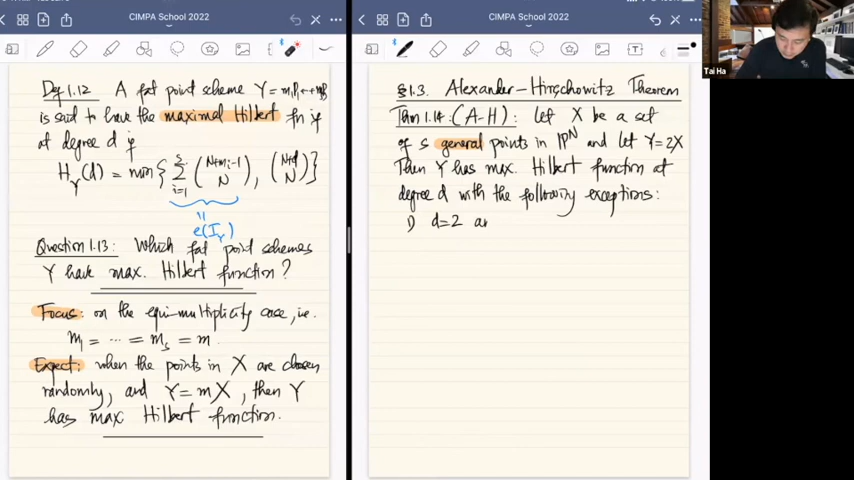 CIMPA School 2022
Def 1.12 A fat point scheme Y = m₁P₁+⋯+mₛPₛ
is said to have the maximal Hilbert fn
at degree d if
H_Y(d) = min { Σ_{i=1}^{s} (N+mᵢ-1 choose N), (N+d choose N) }
=
e(I_Y)
Question 1.13: Which fat point schemes
Y have max. Hilbert function?
Focus: on the equi-multiplicity case, i.e.
m₁ = ⋯ = mₛ = m
Expect: when the points in X are chosen
randomly, and Y = mX, then Y
has max Hilbert function.
CIMPA School 2022
§1.3. Alexander-Hirschowitz Theorem
Thm 1.14: (A-H): Let X be a set
of s general points in ℙᴺ and let Y=2X
Then Y has max. Hilbert function at
degree d with the following exceptions:
1) d=2 an
Tai Ha